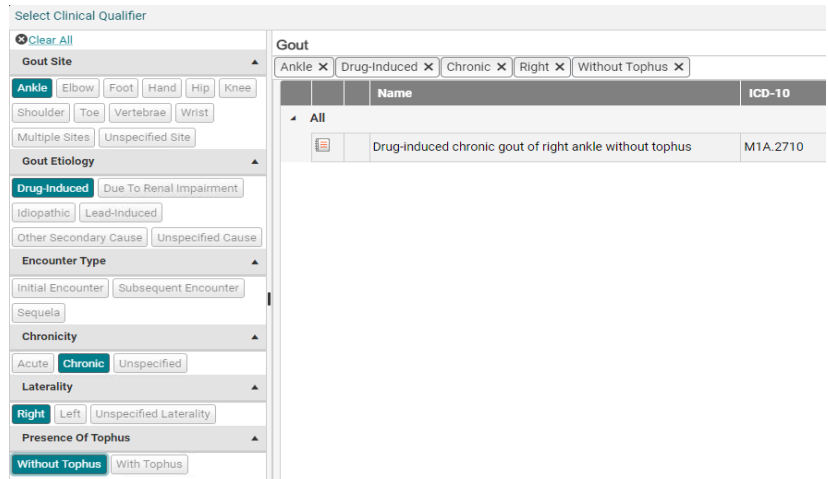 Select Clinical Qualifier
Clear All
Gout Site
Ankle Elbow Foot Hand Hip Knee
Shoulder Toe Vertebrae Wrist
Multiple Sites Unspecified Site
Gout Etiology
Drug-Induced Due To Renal Impairment
Idiopathic Lead-Induced
Other Secondary Cause Unspecified Cause
Encounter Type
Initial Encounter Subsequent Encounter
Sequela
Chronicity
Acute Chronic Unspecified
Laterality
Right Left Unspecified Laterality
Presence Of Tophus
Without Tophus With Tophus
Gout
Ankle Drug-Induced Chronic Right Without Tophus
Name ICD-10
All
Drug-induced chronic gout of right ankle without tophus M1A.2710